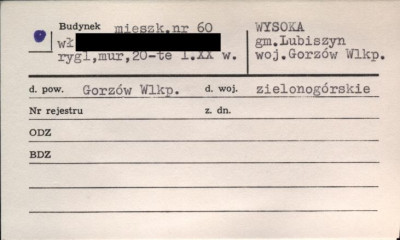 Budynek mieszk.nr 60
wł
rygl,mur,20-te l.XX w.
WYSOKA
gm.Lubiszyn
woj.Gorzów Wlkp.
d. pow. Gorzów Wlkp. d. woj. zielonogórskie
Nr rejestru z. dn.
ODZ
BDZ